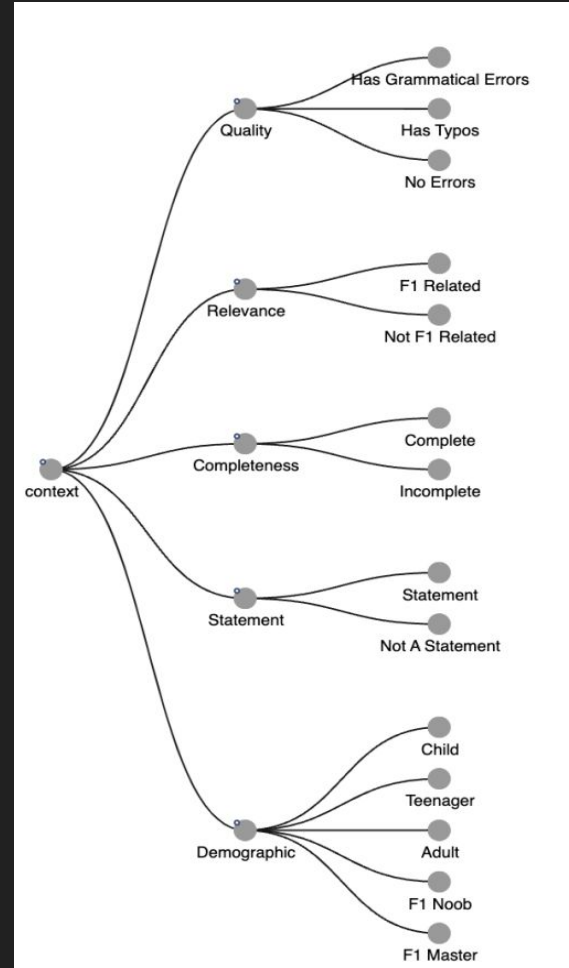 Has Grammatical Errors
Quality
Has Typos
No Errors
F1 Related
Relevance
Not F1 Related
Complete
Completeness
context
Incomplete
Statement
Statement
Not A Statement
Child
Teenager
Demographic
Adult
F1 Noob
F1 Master